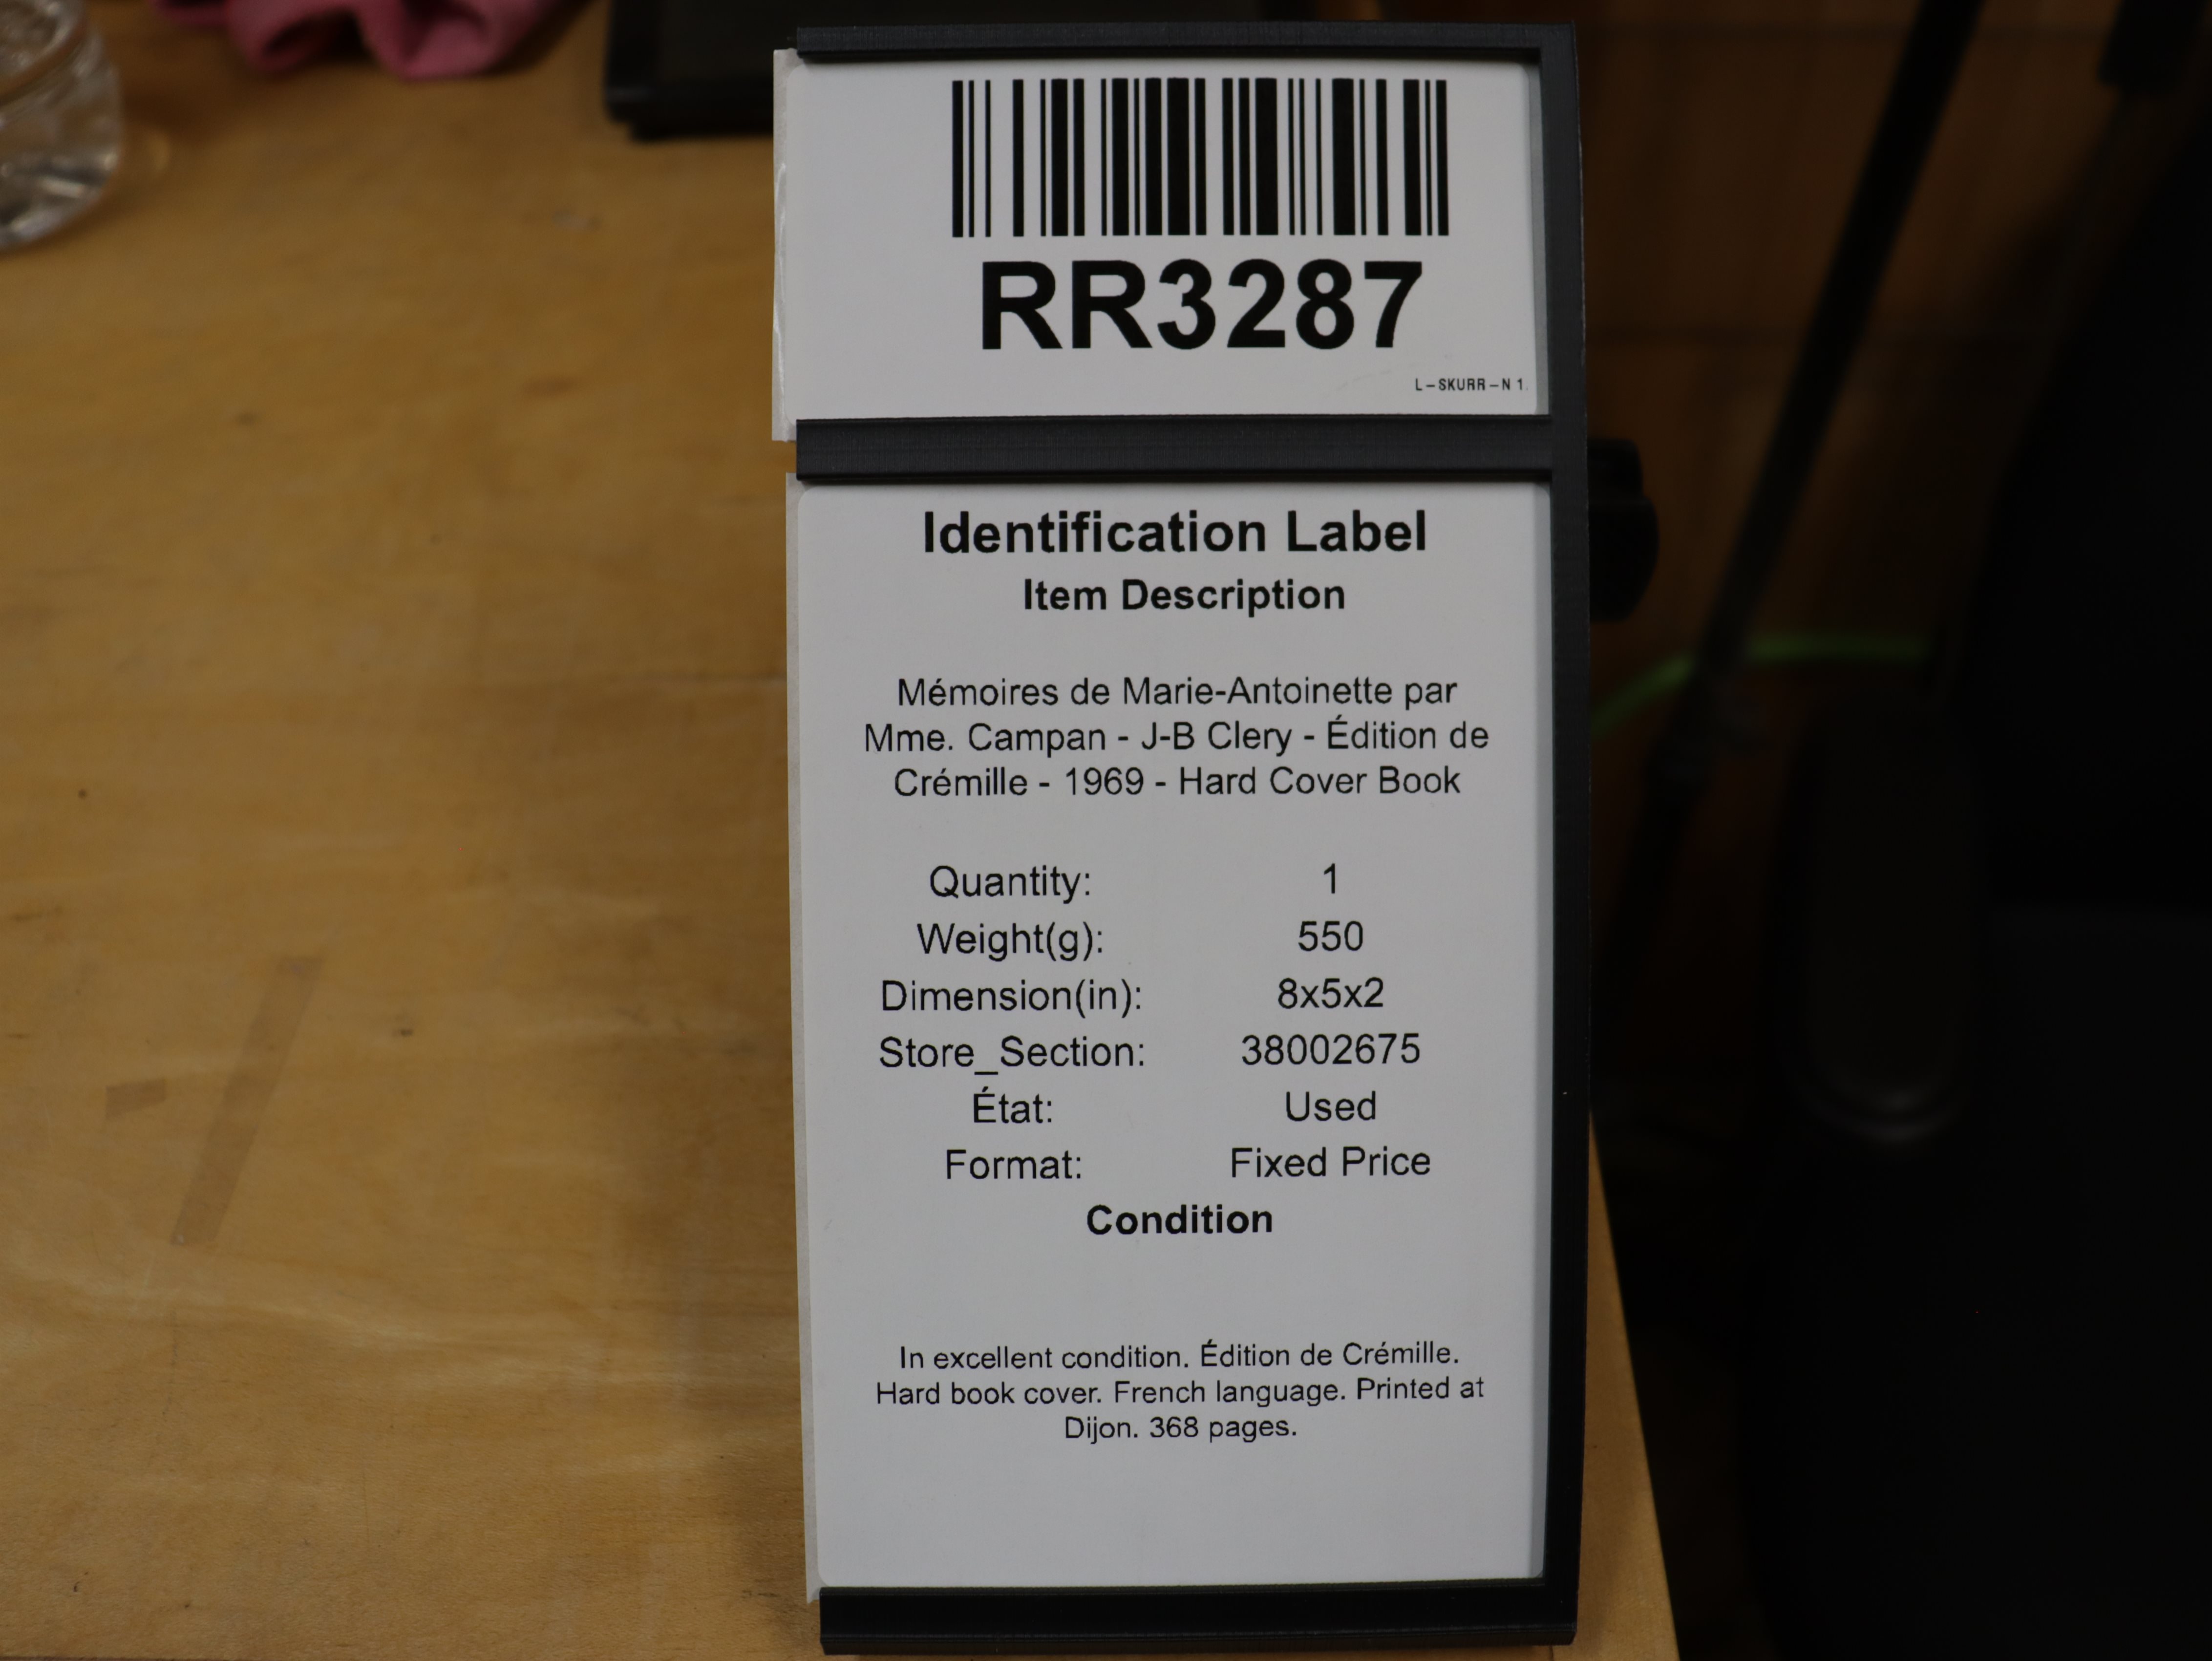 RR3287
L-SKURR-N 1.
Identification Label
Item Description
Mémoires de Marie-Antoinette par
Mme. Campan - J-B Clery - Édition de
Crémille - 1969 - Hard Cover Book
Quantity: 1
Weight(g): 550
Dimension(in): 8x5x2
Store_Section: 38002675
État: Used
Format: Fixed Price
Condition
In excellent condition. Édition de Crémille.
Hard book cover. French language. Printed at
Dijon. 368 pages.